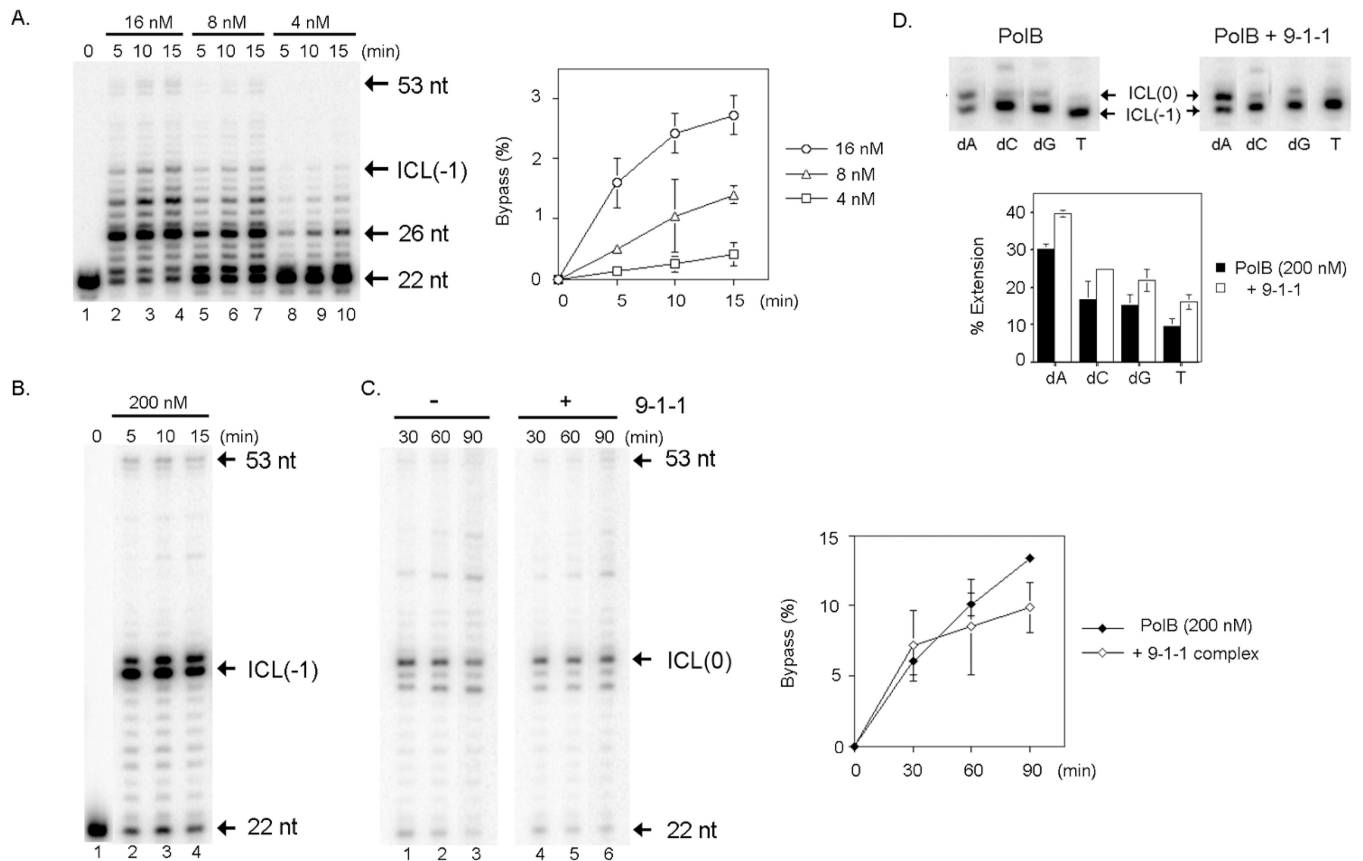 A.
16 nM 8 nM 4 nM
0 5 10 15 5 10 15 5 10 15 (min)
53 nt
ICL(-1)
26 nt
22 nt
1 2 3 4 5 6 7 8 9 10
Bypass (%)
3
2
1
0
0 5 10 15 (min)
16 nM
8 nM
4 nM
D.
PolB PolB + 9-1-1
ICL(0)
ICL(-1)
dA dC dG T dA dC dG T
% Extension
40
30
20
10
0
dA dC dG T
PolB (200 nM)
+ 9-1-1
B.
200 nM
0 5 10 15 (min)
53 nt
ICL(-1)
22 nt
1 2 3 4
C.
- + 9-1-1
30 60 90 30 60 90 (min)
53 nt
ICL(0)
22 nt
1 2 3 4 5 6
Bypass (%)
15
10
5
0
0 30 60 90 (min)
PolB (200 nM)
+ 9-1-1 complex